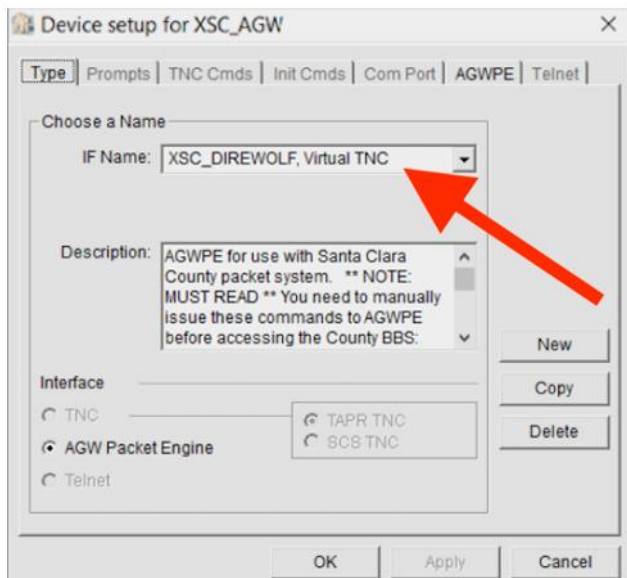 Device setup for XSC_AGW
Type Prompts TNC Cmds Init Cmds Com Port AGWPE Telnet
Choose a Name
IF Name: XSC_DIREWOLF, Virtual TNC
Description: AGWPE for use with Santa Clara
County packet system. ** NOTE:
MUST READ ** You need to manually
issue these commands to AGWPE
before accessing the County BBS:
New
Copy
Delete
Interface
TNC
TAPR TNC
AGW Packet Engine
SCS TNC
Telnet
OK Apply Cancel